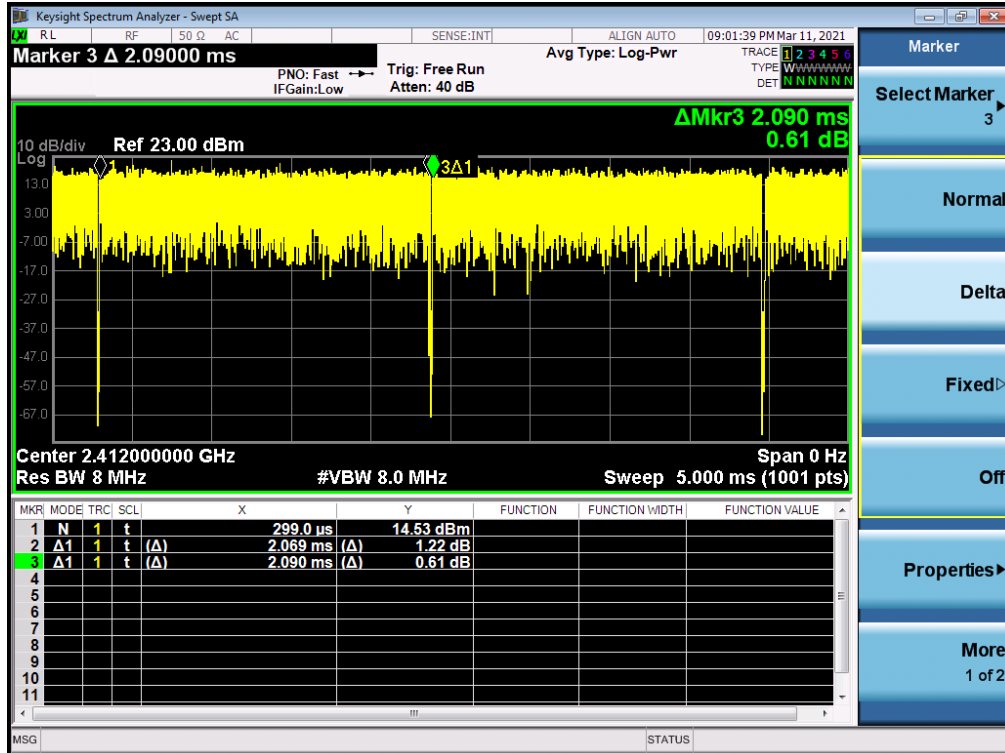 Keysight Spectrum Analyzer - Swept SA
LXI RL RF 50 Ω AC SENSE:INT ALIGN AUTO 09:01:39 PM Mar 11, 2021
Marker 3 Δ 2.09000 ms
PNO: Fast
IFGain:Low
Trig: Free Run
Atten: 40 dB
Avg Type: Log-Pwr
TRACE 1 2 3 4 5 6
TYPE WWWWWW
DET N N N N N N
ΔMkr3 2.090 ms
0.61 dB
10 dB/div Ref 23.00 dBm
Log
1
3Δ1
13.0
3.00
-7.00
-17.0
-27.0
-37.0
-47.0
-57.0
-67.0
Center 2.412000000 GHz Span 0 Hz
Res BW 8 MHz #VBW 8.0 MHz Sweep 5.000 ms (1001 pts)
MKR MODE TRC SCL X Y FUNCTION FUNCTION WIDTH FUNCTION VALUE
1 N 1 t 299.0 μs 14.53 dBm
2 Δ1 1 t (Δ) 2.069 ms (Δ) 1.22 dB
3 Δ1 1 t (Δ) 2.090 ms (Δ) 0.61 dB
4
5
6
7
8
9
10
11
MSG STATUS
Marker
Select Marker
3
Normal
Delta
Fixed
Off
Properties
More
1 of 2